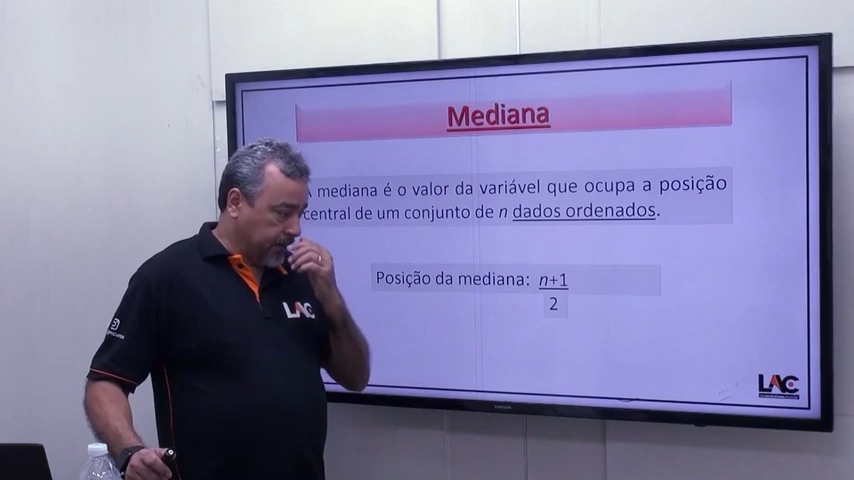 Mediana
A mediana é o valor da variável que ocupa a posição
central de um conjunto de n dados ordenados.
Posição da mediana: n+1
2
LAC
LAC
SAMSUNG